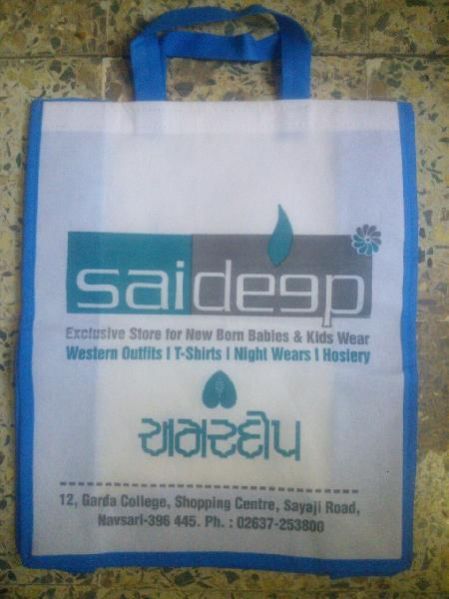 saideep
Exclusive Store for New Born Babies & Kids Wear
Western Outfits I T-Shirts I Night Wears I Hosiery
અમરદીપ
12, Garda College, Shopping Centre, Sayaji Road,
Navsari-396 445. Ph. : 02637-253800